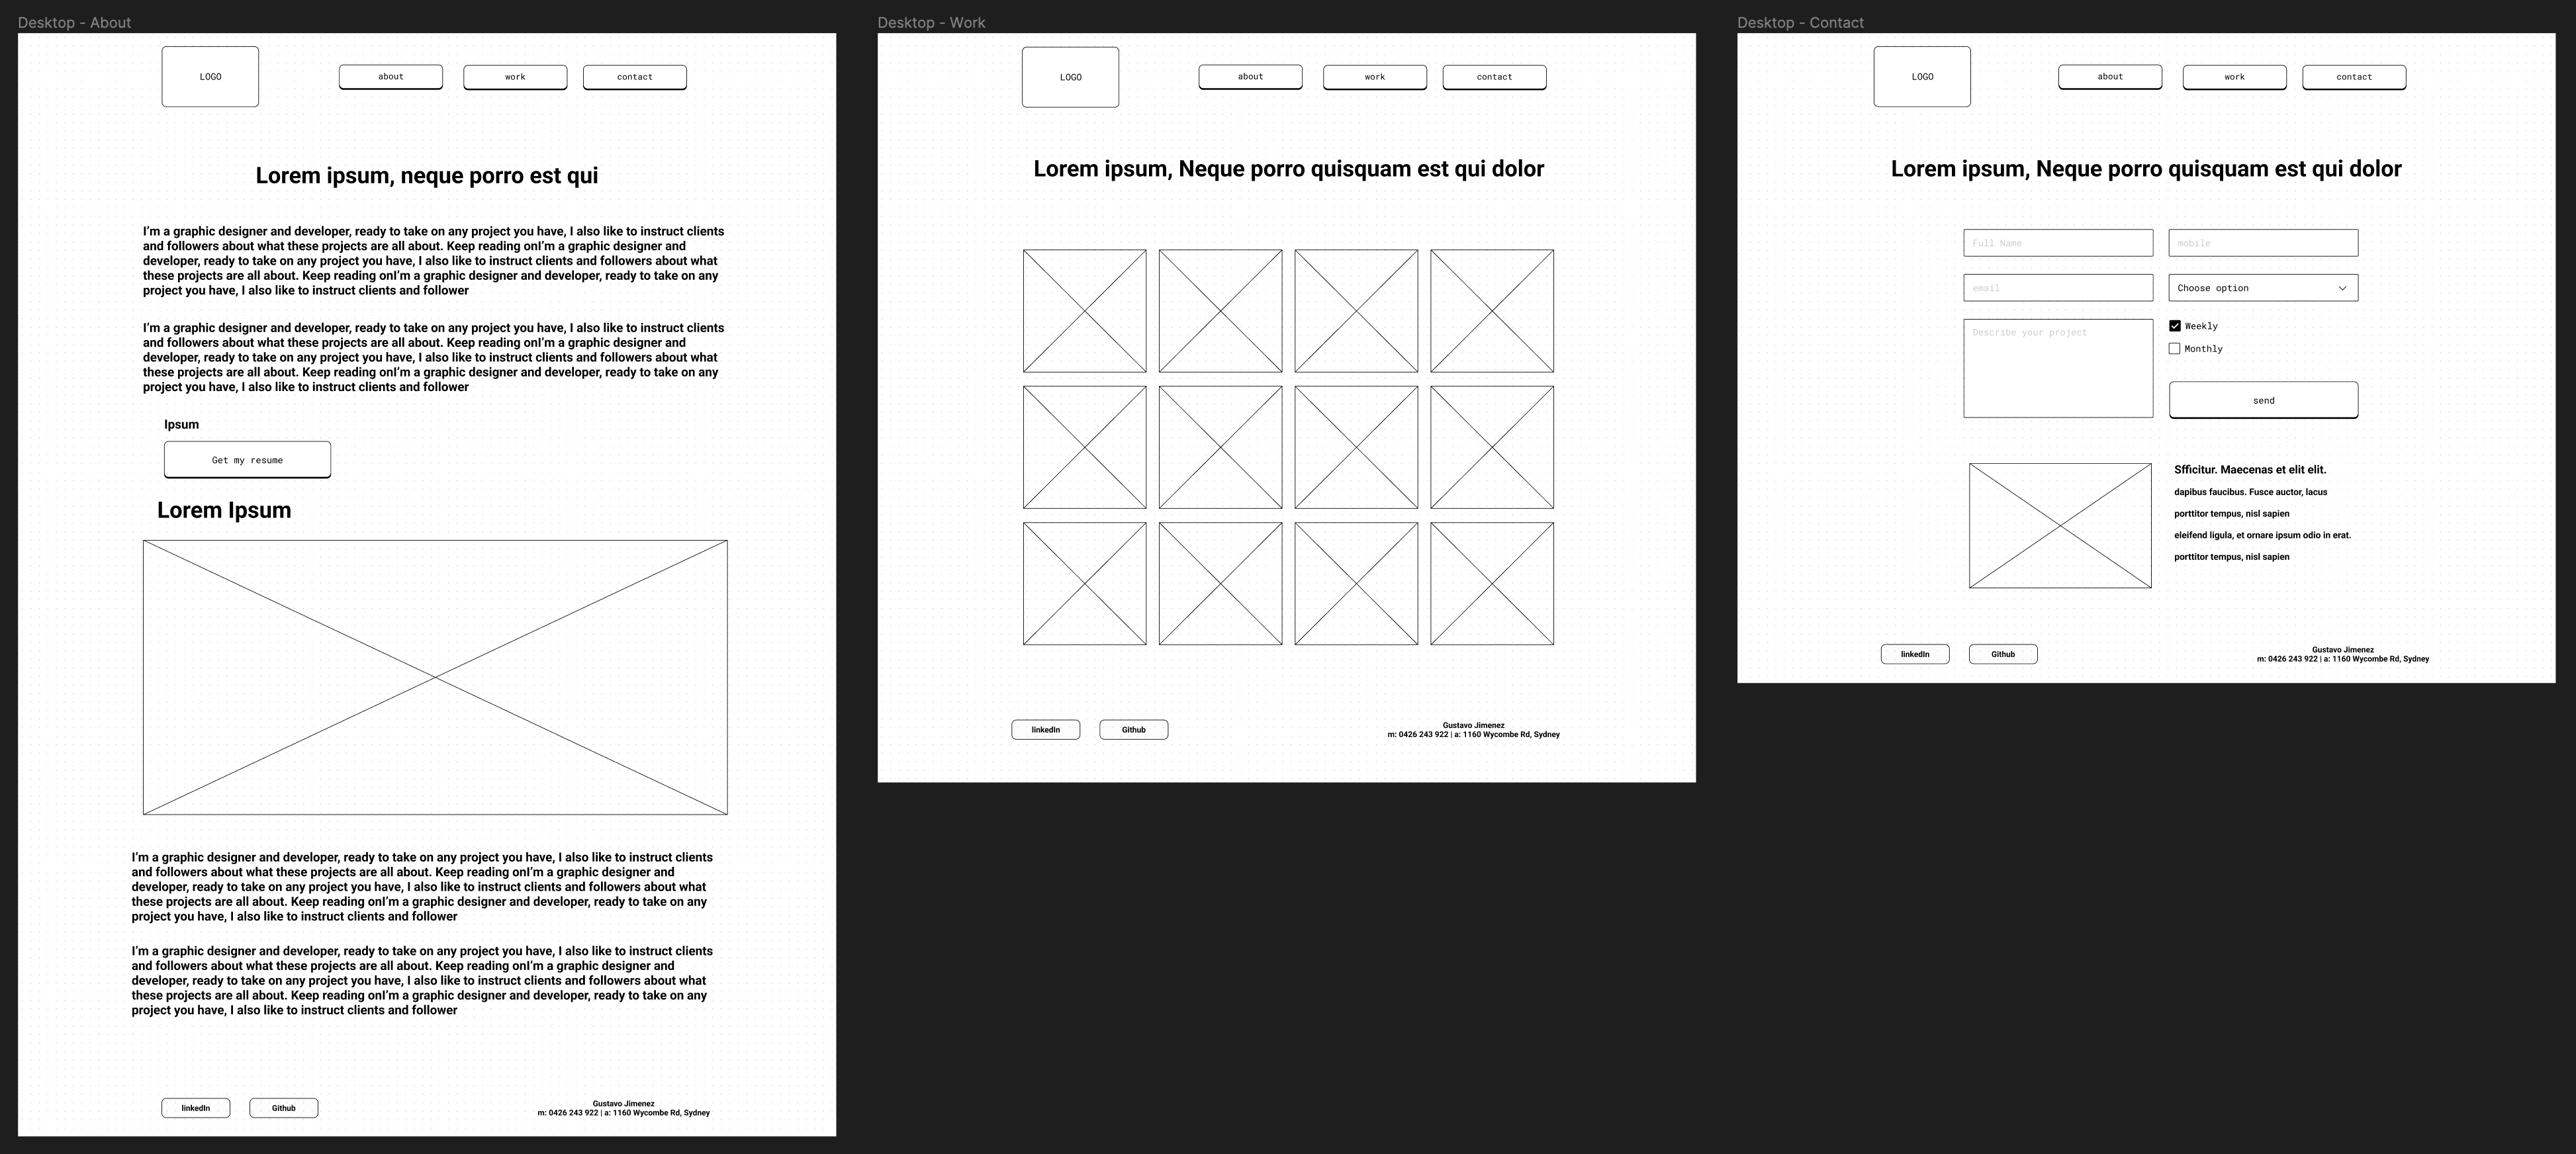 Desktop - About
LOGO
about
work
contact
Lorem ipsum, neque porro est qui
I'm a graphic designer and developer, ready to take on any project you have, I also like to instruct clients
and followers about what these projects are all about. Keep reading onI'm a graphic designer and
developer, ready to take on any project you have, I also like to instruct clients and followers about what
these projects are all about. Keep reading onI'm a graphic designer and developer, ready to take on any
project you have, I also like to instruct clients and follower
I'm a graphic designer and developer, ready to take on any project you have, I also like to instruct clients
and followers about what these projects are all about. Keep reading onI'm a graphic designer and
developer, ready to take on any project you have, I also like to instruct clients and followers about what
these projects are all about. Keep reading onI'm a graphic designer and developer, ready to take on any
project you have, I also like to instruct clients and follower
Ipsum
Get my resume
Lorem Ipsum
I'm a graphic designer and developer, ready to take on any project you have, I also like to instruct clients
and followers about what these projects are all about. Keep reading onI'm a graphic designer and
developer, ready to take on any project you have, I also like to instruct clients and followers about what
these projects are all about. Keep reading onI'm a graphic designer and developer, ready to take on any
project you have, I also like to instruct clients and follower
I'm a graphic designer and developer, ready to take on any project you have, I also like to instruct clients
and followers about what these projects are all about. Keep reading onI'm a graphic designer and
developer, ready to take on any project you have, I also like to instruct clients and followers about what
these projects are all about. Keep reading onI'm a graphic designer and developer, ready to take on any
project you have, I also like to instruct clients and follower
linkedIn
Github
Gustavo Jimenez
m: 0426 243 922 | a: 1160 Wycombe Rd, Sydney
Desktop - Work
LOGO
about
work
contact
Lorem ipsum, Neque porro quisquam est qui dolor
linkedIn
Github
Gustavo Jimenez
m: 0426 243 922 | a: 1160 Wycombe Rd, Sydney
Desktop - Contact
LOGO
about
work
contact
Lorem ipsum, Neque porro quisquam est qui dolor
Full Name
mobile
email
Choose option
Describe your project
Weekly
Monthly
send
Sfficitur. Maecenas et elit elit.
dapibus faucibus. Fusce auctor, lacus
porttitor tempus, nisl sapien
eleifend ligula, et ornare ipsum odio in erat.
porttitor tempus, nisl sapien
linkedIn
Github
Gustavo Jimenez
m: 0426 243 922 | a: 1160 Wycombe Rd, Sydney